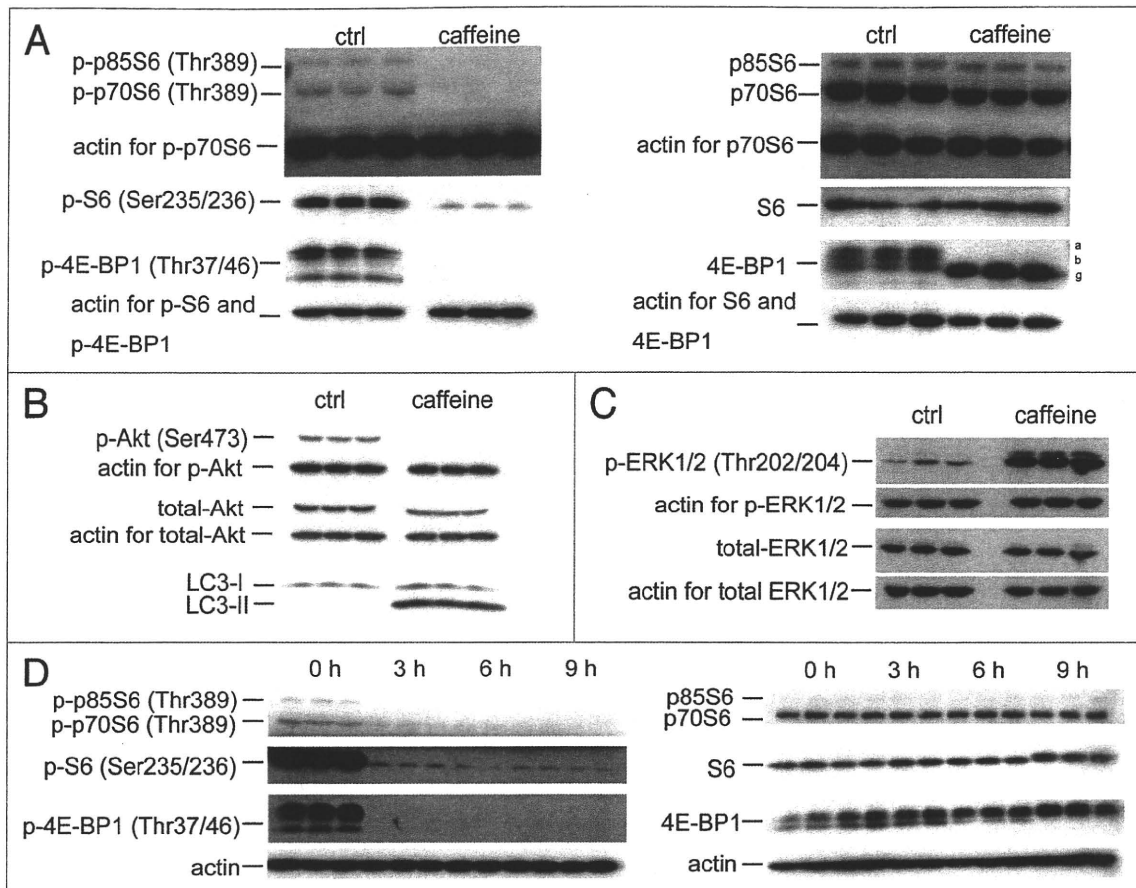 A
ctrl caffeine
p-p85S6 (Thr389)
p-p70S6 (Thr389)
actin for p-p70S6
p-S6 (Ser235/236)
p-4E-BP1 (Thr37/46)
actin for p-S6 and
p-4E-BP1
ctrl caffeine
p85S6
p70S6
actin for p70S6
S6
a
b
4E-BP1
g
actin for S6 and
4E-BP1
B
ctrl caffeine
p-Akt (Ser473)
actin for p-Akt
total-Akt
actin for total-Akt
LC3-I
LC3-II
C
ctrl caffeine
p-ERK1/2 (Thr202/204)
actin for p-ERK1/2
total-ERK1/2
actin for total ERK1/2
D
0 h 3 h 6 h 9 h
p-p85S6 (Thr389)
p-p70S6 (Thr389)
p-S6 (Ser235/236)
p-4E-BP1 (Thr37/46)
actin
0 h 3 h 6 h 9 h
p85S6
p70S6
S6
4E-BP1
actin